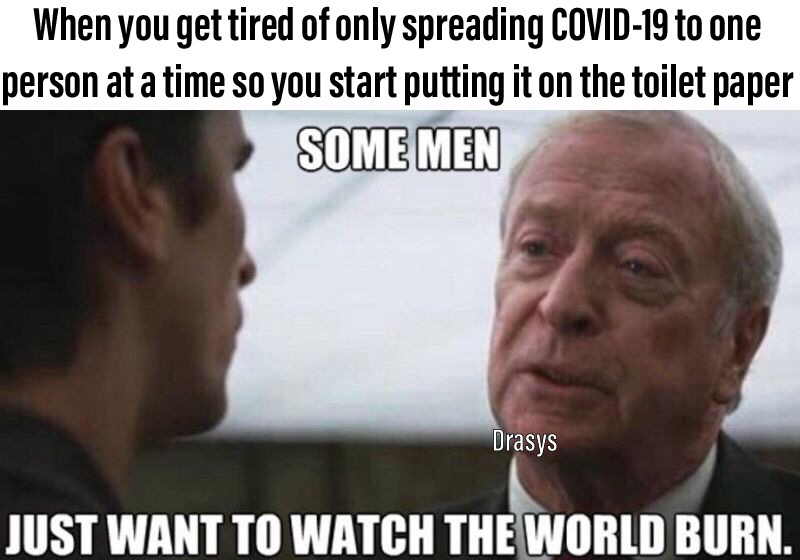 When you get tired of only spreading COVID-19 to one
person at a time so you start putting it on the toilet paper
SOME MEN
Drasys
JUST WANT TO WATCH THE WORLD BURN.